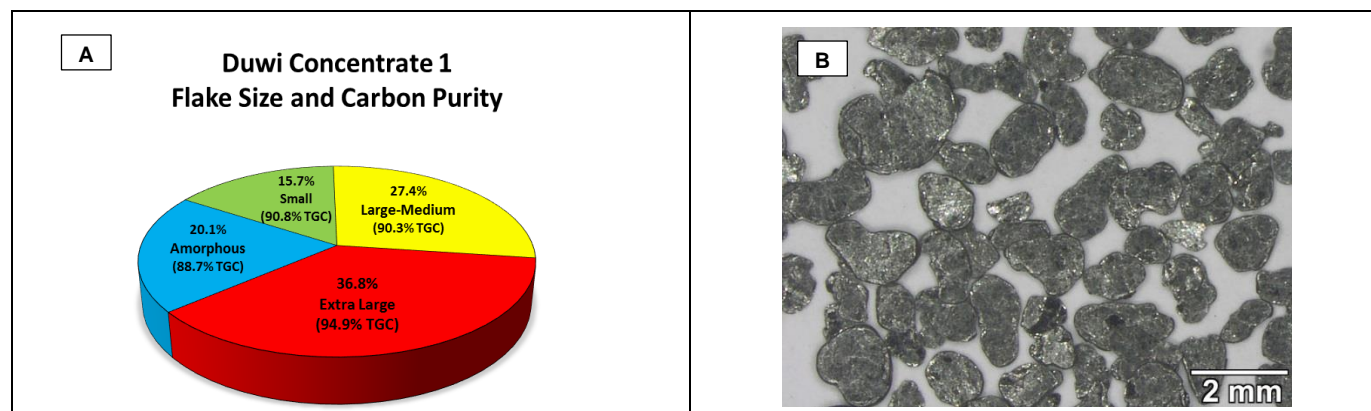 A
Duwi Concentrate 1
Flake Size and Carbon Purity
15.7%
Small
(90.8% TGC)
27.4%
Large-Medium
(90.3% TGC)
20.1%
Amorphous
(88.7% TGC)
36.8%
Extra Large
(94.9% TGC)
B
2 mm